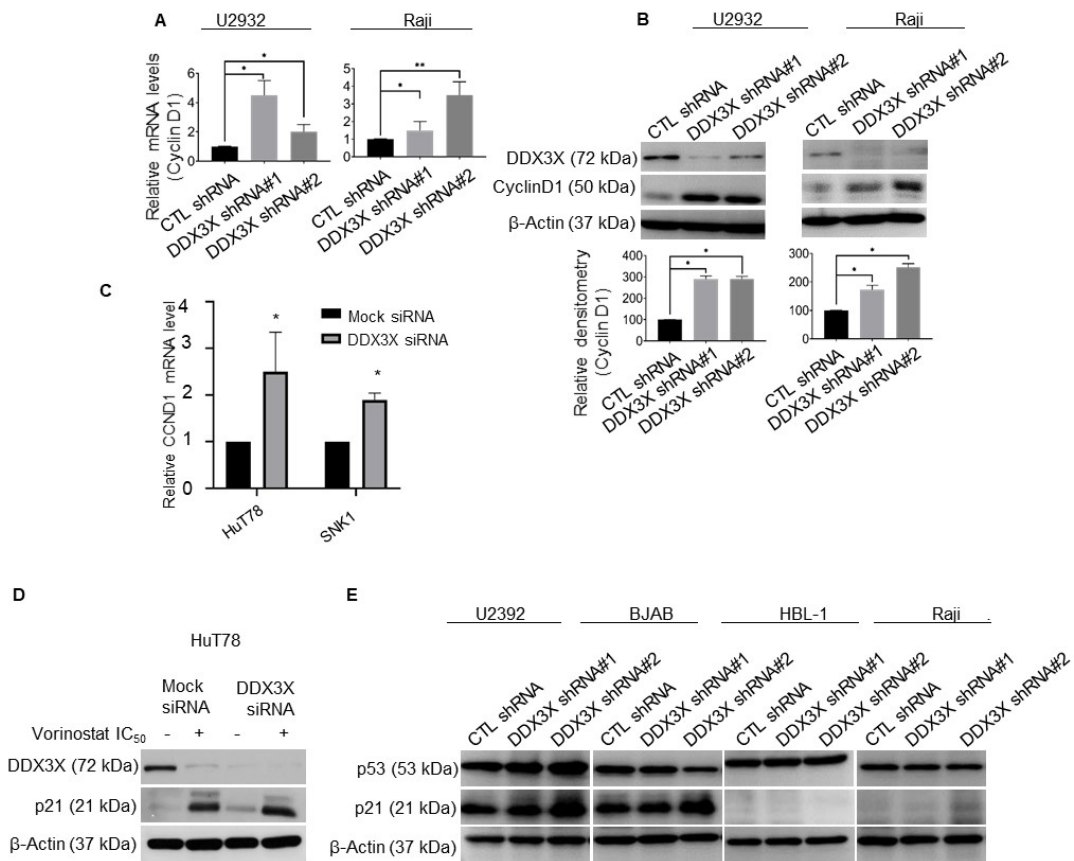 A
U2932
Raji
Relative mRNA levels
(Cyclin D1)
6
4
2
0
*
*
5
4
3
2
1
0
*
**
CTL shRNA
DDX3X shRNA#1
DDX3X shRNA#2
CTL shRNA
DDX3X shRNA#1
DDX3X shRNA#2
B
U2932
Raji
CTL shRNA
DDX3X shRNA#1
DDX3X shRNA#2
CTL shRNA
DDX3X shRNA#1
DDX3X shRNA#2
DDX3X (72 kDa)
CyclinD1 (50 kDa)
β-Actin (37 kDa)
Relative densitometry
(Cyclin D1)
400
300
200
100
0
*
*
300
200
100
0
*
*
CTL shRNA
DDX3X shRNA#1
DDX3X shRNA#2
CTL shRNA
DDX3X shRNA#1
DDX3X shRNA#2
C
Relative CCND1 mRNA level
4
3
2
1
0
Mock siRNA
DDX3X siRNA
*
*
HuT78
SNK1
D
HuT78
Mock siRNA
DDX3X siRNA
Vorinostat IC50 - + - +
DDX3X (72 kDa)
p21 (21 kDa)
β-Actin (37 kDa)
E
U2392
BJAB
HBL-1
Raji
CTL shRNA
DDX3X shRNA#1
DDX3X shRNA#2
CTL shRNA
DDX3X shRNA#1
DDX3X shRNA#2
CTL shRNA
DDX3X shRNA#1
DDX3X shRNA#2
CTL shRNA
DDX3X shRNA#1
DDX3X shRNA#2
p53 (53 kDa)
p21 (21 kDa)
β-Actin (37 kDa)